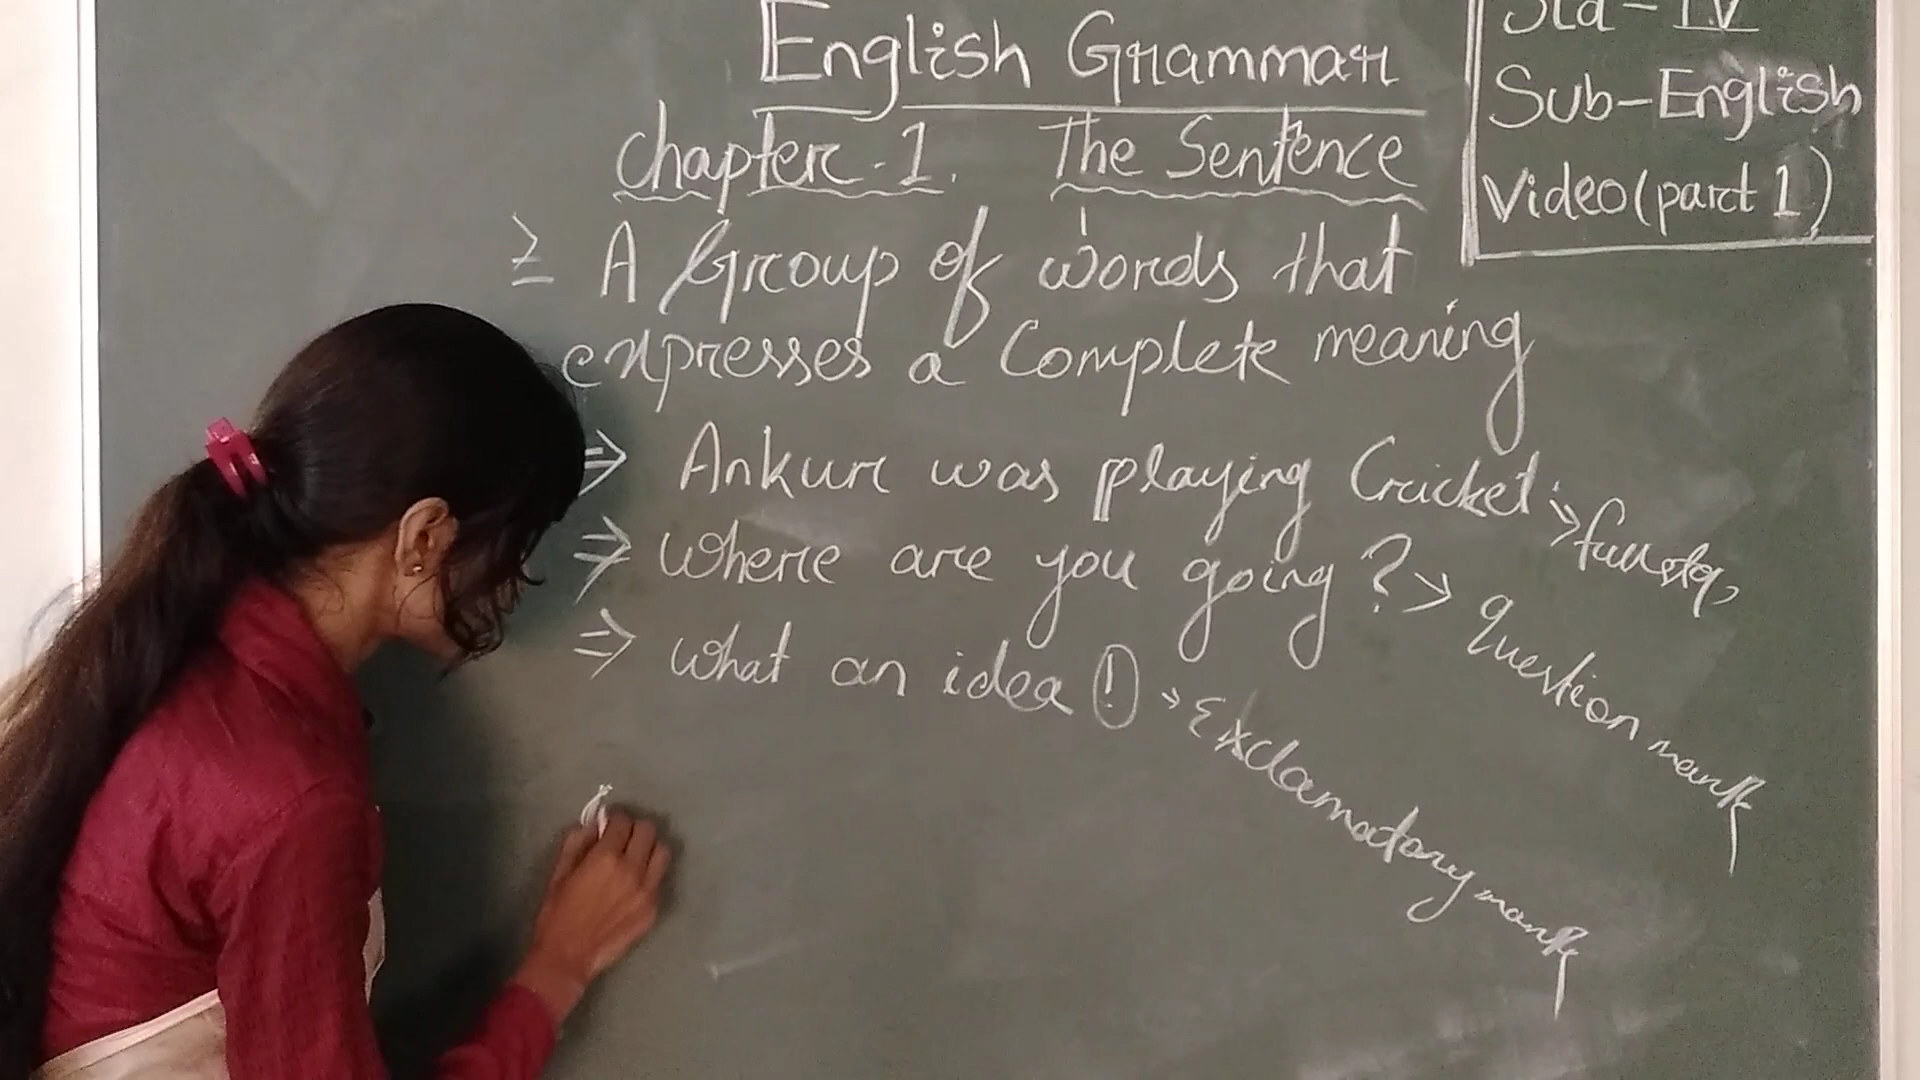 English Grammar
Chapter-1. The Sentence
Std-IV
Sub-English
Video (part 1)
A Group of words that
expresses a Complete meaning
⇒ Ankur was playing Cricket. → fullstop
⇒ Where are you going? → question mark
⇒ What an idea! → Exclamatory mark